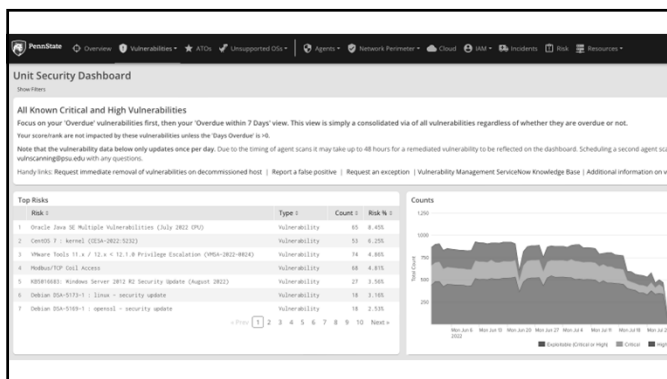 PennState Overview Vulnerabilities ATOs Unsupported OSs Agents Network Perimeter Cloud IAM Incidents Risk Resources
Unit Security Dashboard
Show Filters
All Known Critical and High Vulnerabilities
Focus on your 'Overdue' vulnerabilities first, then your 'Overdue within 7 Days' view. This view is simply a consolidated via of all vulnerabilities regardless of whether they are overdue or not.
Your score/rank are not impacted by these vulnerabilities unless the 'Days Overdue' is >0.
Note that the vulnerability data below only updates once per day. Due to the timing of agent scans it may take up to 48 hours for a remediated vulnerability to be reflected on the dashboard. Scheduling a second agent sca
vulnscanning@psu.edu with any questions.
Handy links: Request immediate removal of vulnerabilities on decommissioned host | Report a false positive | Request an exception | Vulnerability Management ServiceNow Knowledge Base | Additional information on v
Top Risks
Risk Type Count Risk %
1 Oracle Java SE Multiple Vulnerabilities (July 2022 CPU) Vulnerability 65 8.45%
2 CentOS 7 : kernel (CESA-2022:5232) Vulnerability 53 6.25%
3 VMware Tools 11.x / 12.x < 12.1.0 Privilege Escalation (VMSA-2022-0024) Vulnerability 74 4.86%
4 Modbus/TCP Coil Access Vulnerability 68 4.81%
5 KB5016683: Windows Server 2012 R2 Security Update (August 2022) Vulnerability 27 3.56%
6 Debian DSA-5173-1 : linux - security update Vulnerability 18 3.16%
7 Debian DSA-5169-1 : openssl - security update Vulnerability 18 2.53%
« Prev 1 2 3 4 5 6 7 8 9 10 Next »
Counts
1,250
1,000
750
500
250
Total Count
Mon Jun 6 Mon Jun 13 Mon Jun 20 Mon Jun 27 Mon Jul 4 Mon Jul 11 Mon Jul 18 Mon Jul 2
2022
Exploitable (Critical or High) Critical High